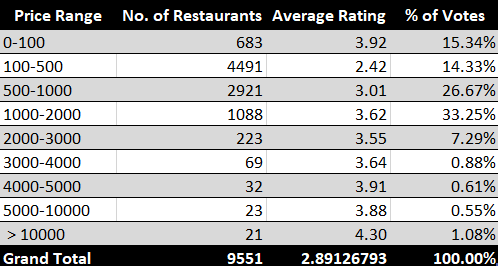 Price Range No. of Restaurants Average Rating % of Votes
0-100 683 3.92 15.34%
100-500 4491 2.42 14.33%
500-1000 2921 3.01 26.67%
1000-2000 1088 3.62 33.25%
2000-3000 223 3.55 7.29%
3000-4000 69 3.64 0.88%
4000-5000 32 3.91 0.61%
5000-10000 23 3.88 0.55%
> 10000 21 4.30 1.08%
Grand Total 9551 2.89126793 100.00%